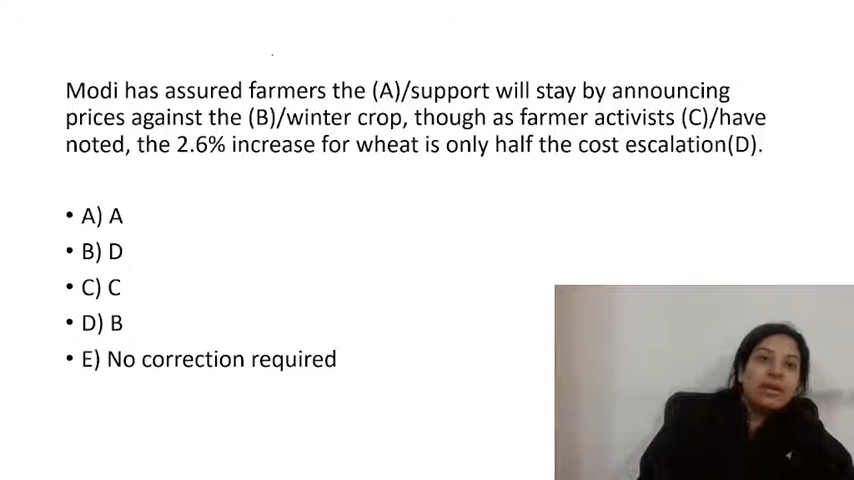 Modi has assured farmers the (A)/support will stay by announcing
prices against the (B)/winter crop, though as farmer activists (C)/have
noted, the 2.6% increase for wheat is only half the cost escalation(D).
• A) A
• B) D
• C) C
• D) B
• E) No correction required